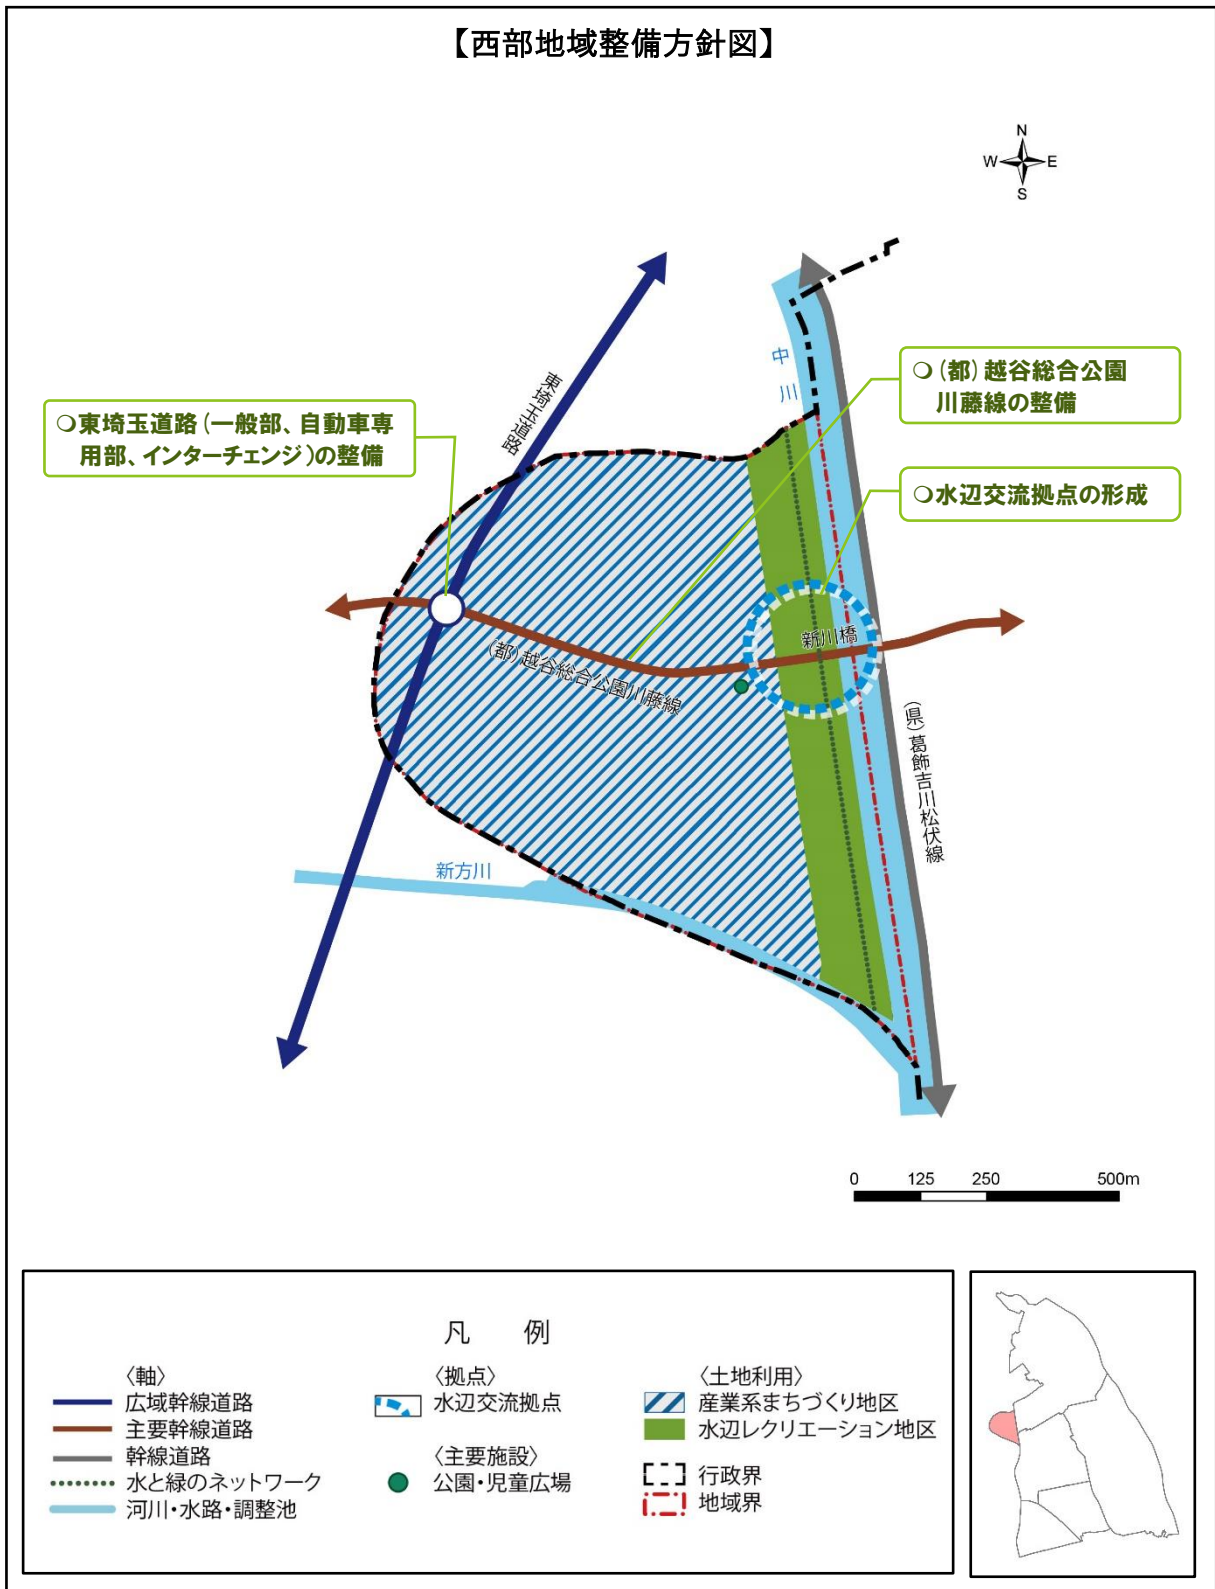 【西部地域整備方針図】
N
W E
S
中川
東埼玉道路
○(都)越谷総合公園
川藤線の整備
○東埼玉道路(一般部、自動車専
用部、インターチェンジ)の整備
○水辺交流拠点の形成
新川橋
(都)越谷総合公園川藤線
(県)葛飾吉川松伏線
新方川
0 125 250 500m
凡 例
〈軸〉
広域幹線道路
主要幹線道路
幹線道路
水と緑のネットワーク
河川・水路・調整池
〈拠点〉
水辺交流拠点
〈主要施設〉
公園・児童広場
〈土地利用〉
産業系まちづくり地区
水辺レクリエーション地区
行政界
地域界